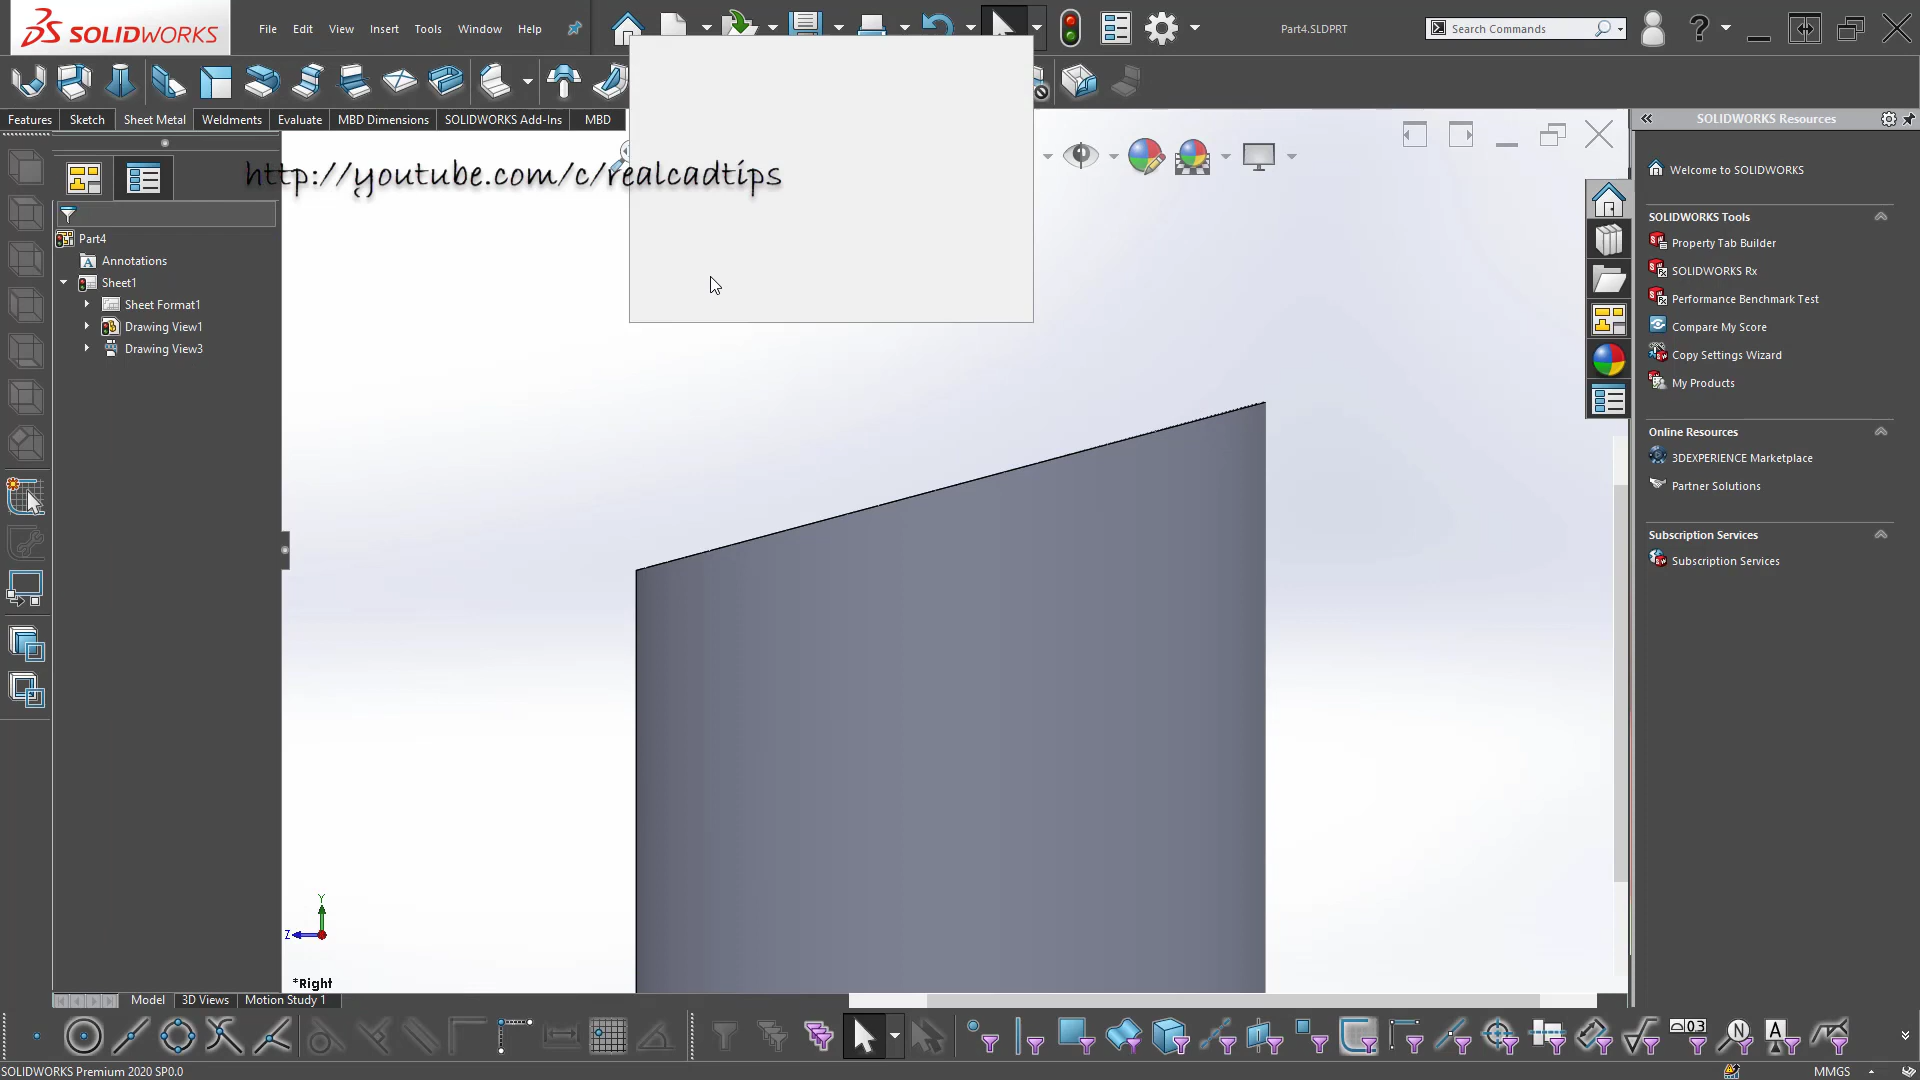 SOLIDWORKS
File
Edit
View
Insert
Tools
Window
Help
Part4.SLDPRT
Search Commands
?
Features
Sketch
Sheet Metal
Weldments
Evaluate
MBD Dimensions
SOLIDWORKS Add-Ins
MBD
http://youtube.com/c/realcadtips
Part4
Annotations
Sheet1
Sheet Format1
Drawing View1
Drawing View3
SOLIDWORKS Resources
Welcome to SOLIDWORKS
SOLIDWORKS Tools
Property Tab Builder
SOLIDWORKS Rx
Performance Benchmark Test
Compare My Score
Copy Settings Wizard
My Products
Online Resources
3DEXPERIENCE Marketplace
Partner Solutions
Subscription Services
Subscription Services
Y
Z
*Right
Model
3D Views
Motion Study 1
SOLIDWORKS Premium 2020 SP0.0
MMGS